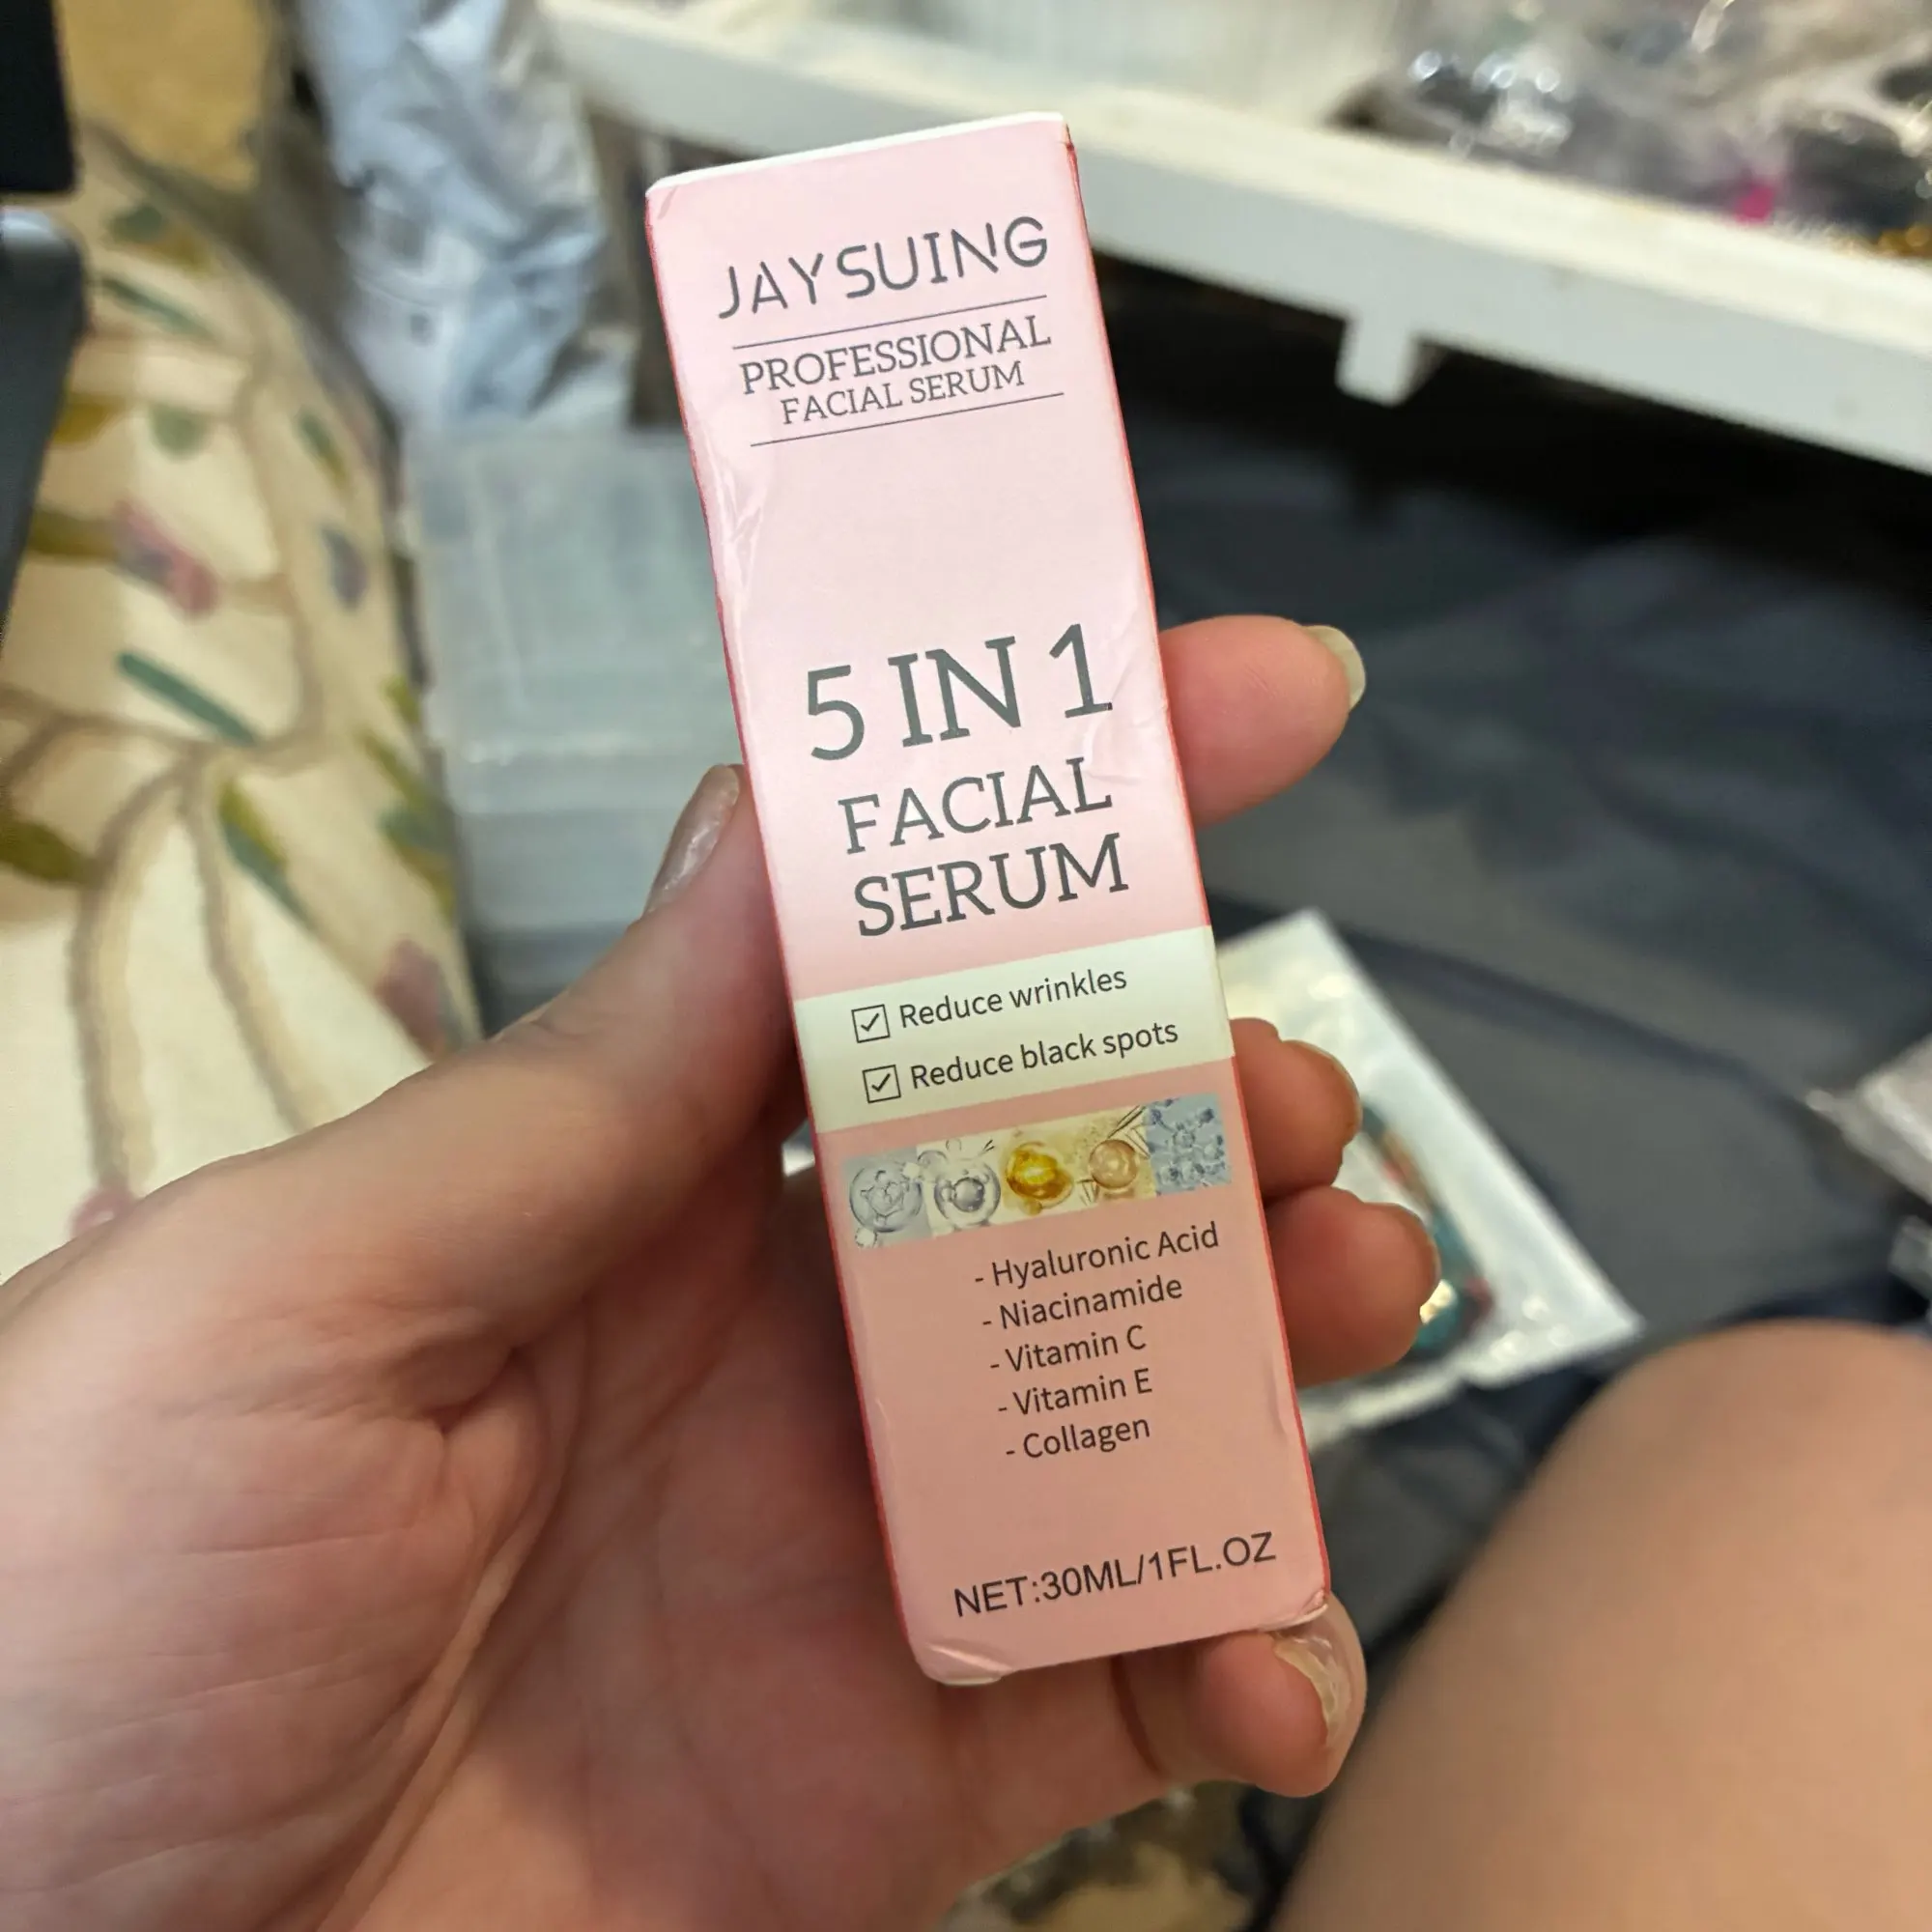 JAYSUING
PROFESSIONAL
FACIAL SERUM
5 IN 1
FACIAL
SERUM
☑ Reduce wrinkles
☑ Reduce black spots
- Hyaluronic Acid
- Niacinamide
- Vitamin C
- Vitamin E
- Collagen
NET:30ML/1FL.OZ